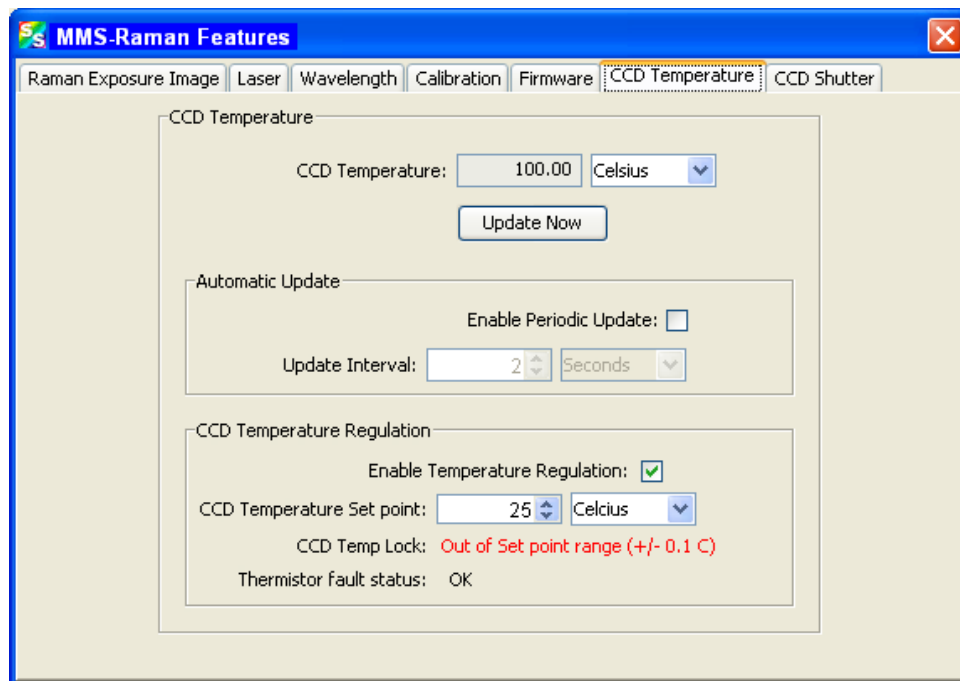 MMS-Raman Features
Raman Exposure Image Laser Wavelength Calibration Firmware CCD Temperature CCD Shutter
CCD Temperature
CCD Temperature: 100.00 Celsius
Update Now
Automatic Update
Enable Periodic Update:
Update Interval: 2 Seconds
CCD Temperature Regulation
Enable Temperature Regulation:
CCD Temperature Set point: 25 Celcius
CCD Temp Lock: Out of Set point range (+/- 0.1 C)
Thermistor fault status: OK